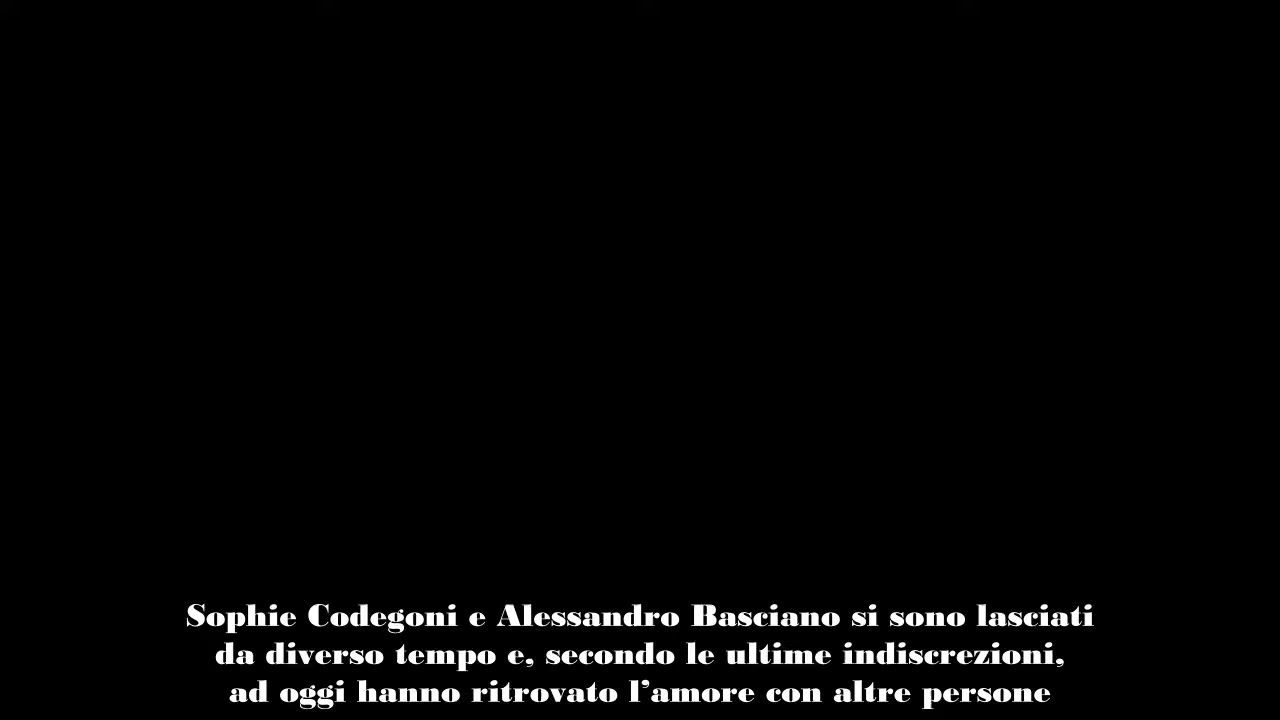 Sophie Codegoni e Alessandro Basciano si sono lasciati
da diverso tempo e, secondo le ultime indiscrezioni,
ad oggi hanno ritrovato l’amore con altre persone